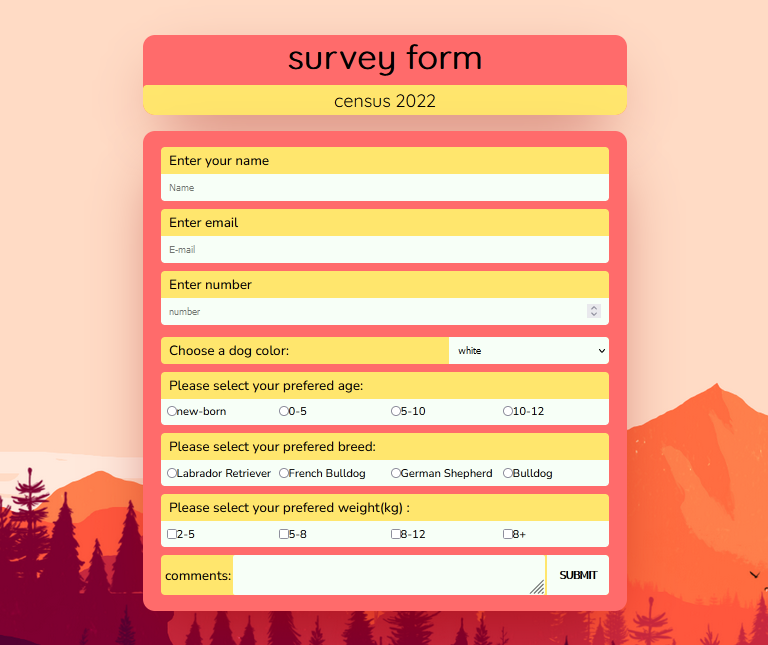 survey form
census 2022
Enter your name
Name
Enter email
E-mail
Enter number
number
Choose a dog color: white
Please select your prefered age:
new-born 0-5 5-10 10-12
Please select your prefered breed:
Labrador Retriever French Bulldog German Shepherd Bulldog
Please select your prefered weight(kg) :
2-5 5-8 8-12 8+
comments: SUBMIT